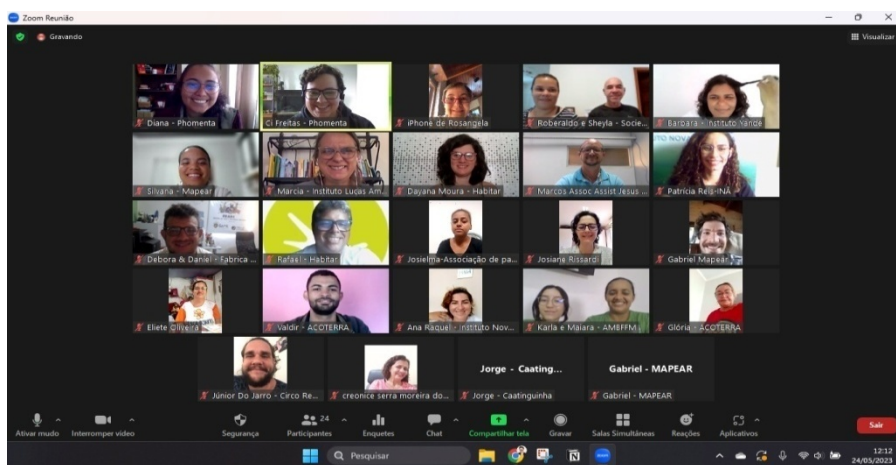 Zoom Reunião
Gravando
Visualizar
Diana - Phomenta
Ci Freitas - Phomenta
iPhone de Rosangela
Roberaldo e Sheyla - Socie...
Barbara - Instituto Yandê
Silvana - Mapear
Marcia - Instituto Lucas Am...
Dayana Moura - Habitar
Marcos Assoc Assist Jesus ...
Patrícia Reis-INÁ
Debora & Daniel - Fabrica ...
Rafael - Habitar
Josielma-Associação de pa...
Josiane Rissardi
Gabriel Mapear
Eliete Oliveira
Valdir - ACOTERRA
Ana Raquel - Instituto Nov...
Karla e Maiara - AMBFFM
Glória - ACOTERRA
Jorge - Caating...
Gabriel - MAPEAR
Júnior Do Jarro - Circo Re...
creonice serra moreira do...
Jorge - Caatinguinha
Gabriel - MAPEAR
24
Ativar mudo
Interromper vídeo
Segurança
Participantes
Enquetes
Chat
Compartilhar tela
Gravar
Salas Simultâneas
Reações
Aplicativos
Sair
Pesquisar
12:12
24/05/2023